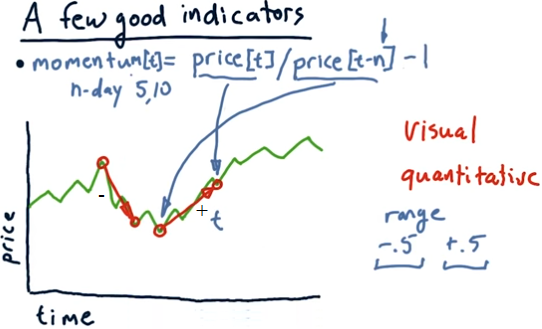 A few good indicators
• momentum[t]= price[t]/price[t-n] -1
n-day 5,10
visual
quantitative
range
-.5 +.5
-
+
t
price
time